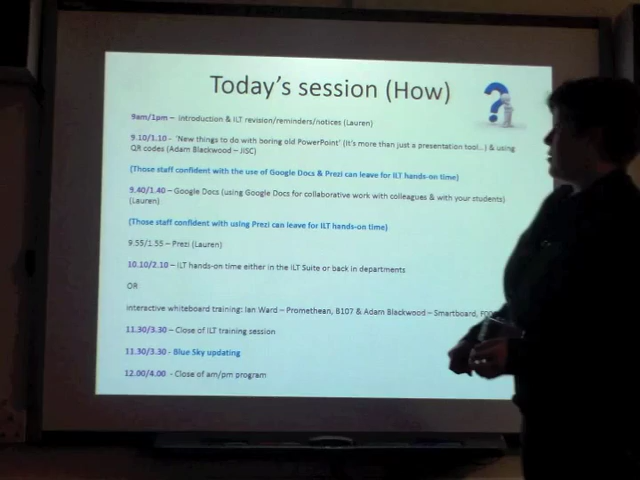 Today's session (How)
9am/1pm – Introduction & ILT revision/reminders/notices (Lauren)
9.10/1.10 - 'New things to do with boring old PowerPoint' (It's more than just a presentation tool...) & using
QR codes (Adam Blackwood – JISC)
(Those staff confident with the use of Google Docs & Prezi can leave for ILT hands-on time)
9.40/1.40 – Google Docs (using Google Docs for collaborative work with colleagues & with your students)
(Lauren)
(Those staff confident with using Prezi can leave for ILT hands-on time)
9.55/1.55 – Prezi (Lauren)
10.10/2.10 – ILT hands-on time either in the ILT Suite or back in departments
OR
interactive whiteboard training: Ian Ward – Promethean, B107 & Adam Blackwood – Smartboard,
11.30/3.30 – Close of ILT training session
11.30/3.30 - Blue Sky updating
12.00/4.00 - Close of am/pm program